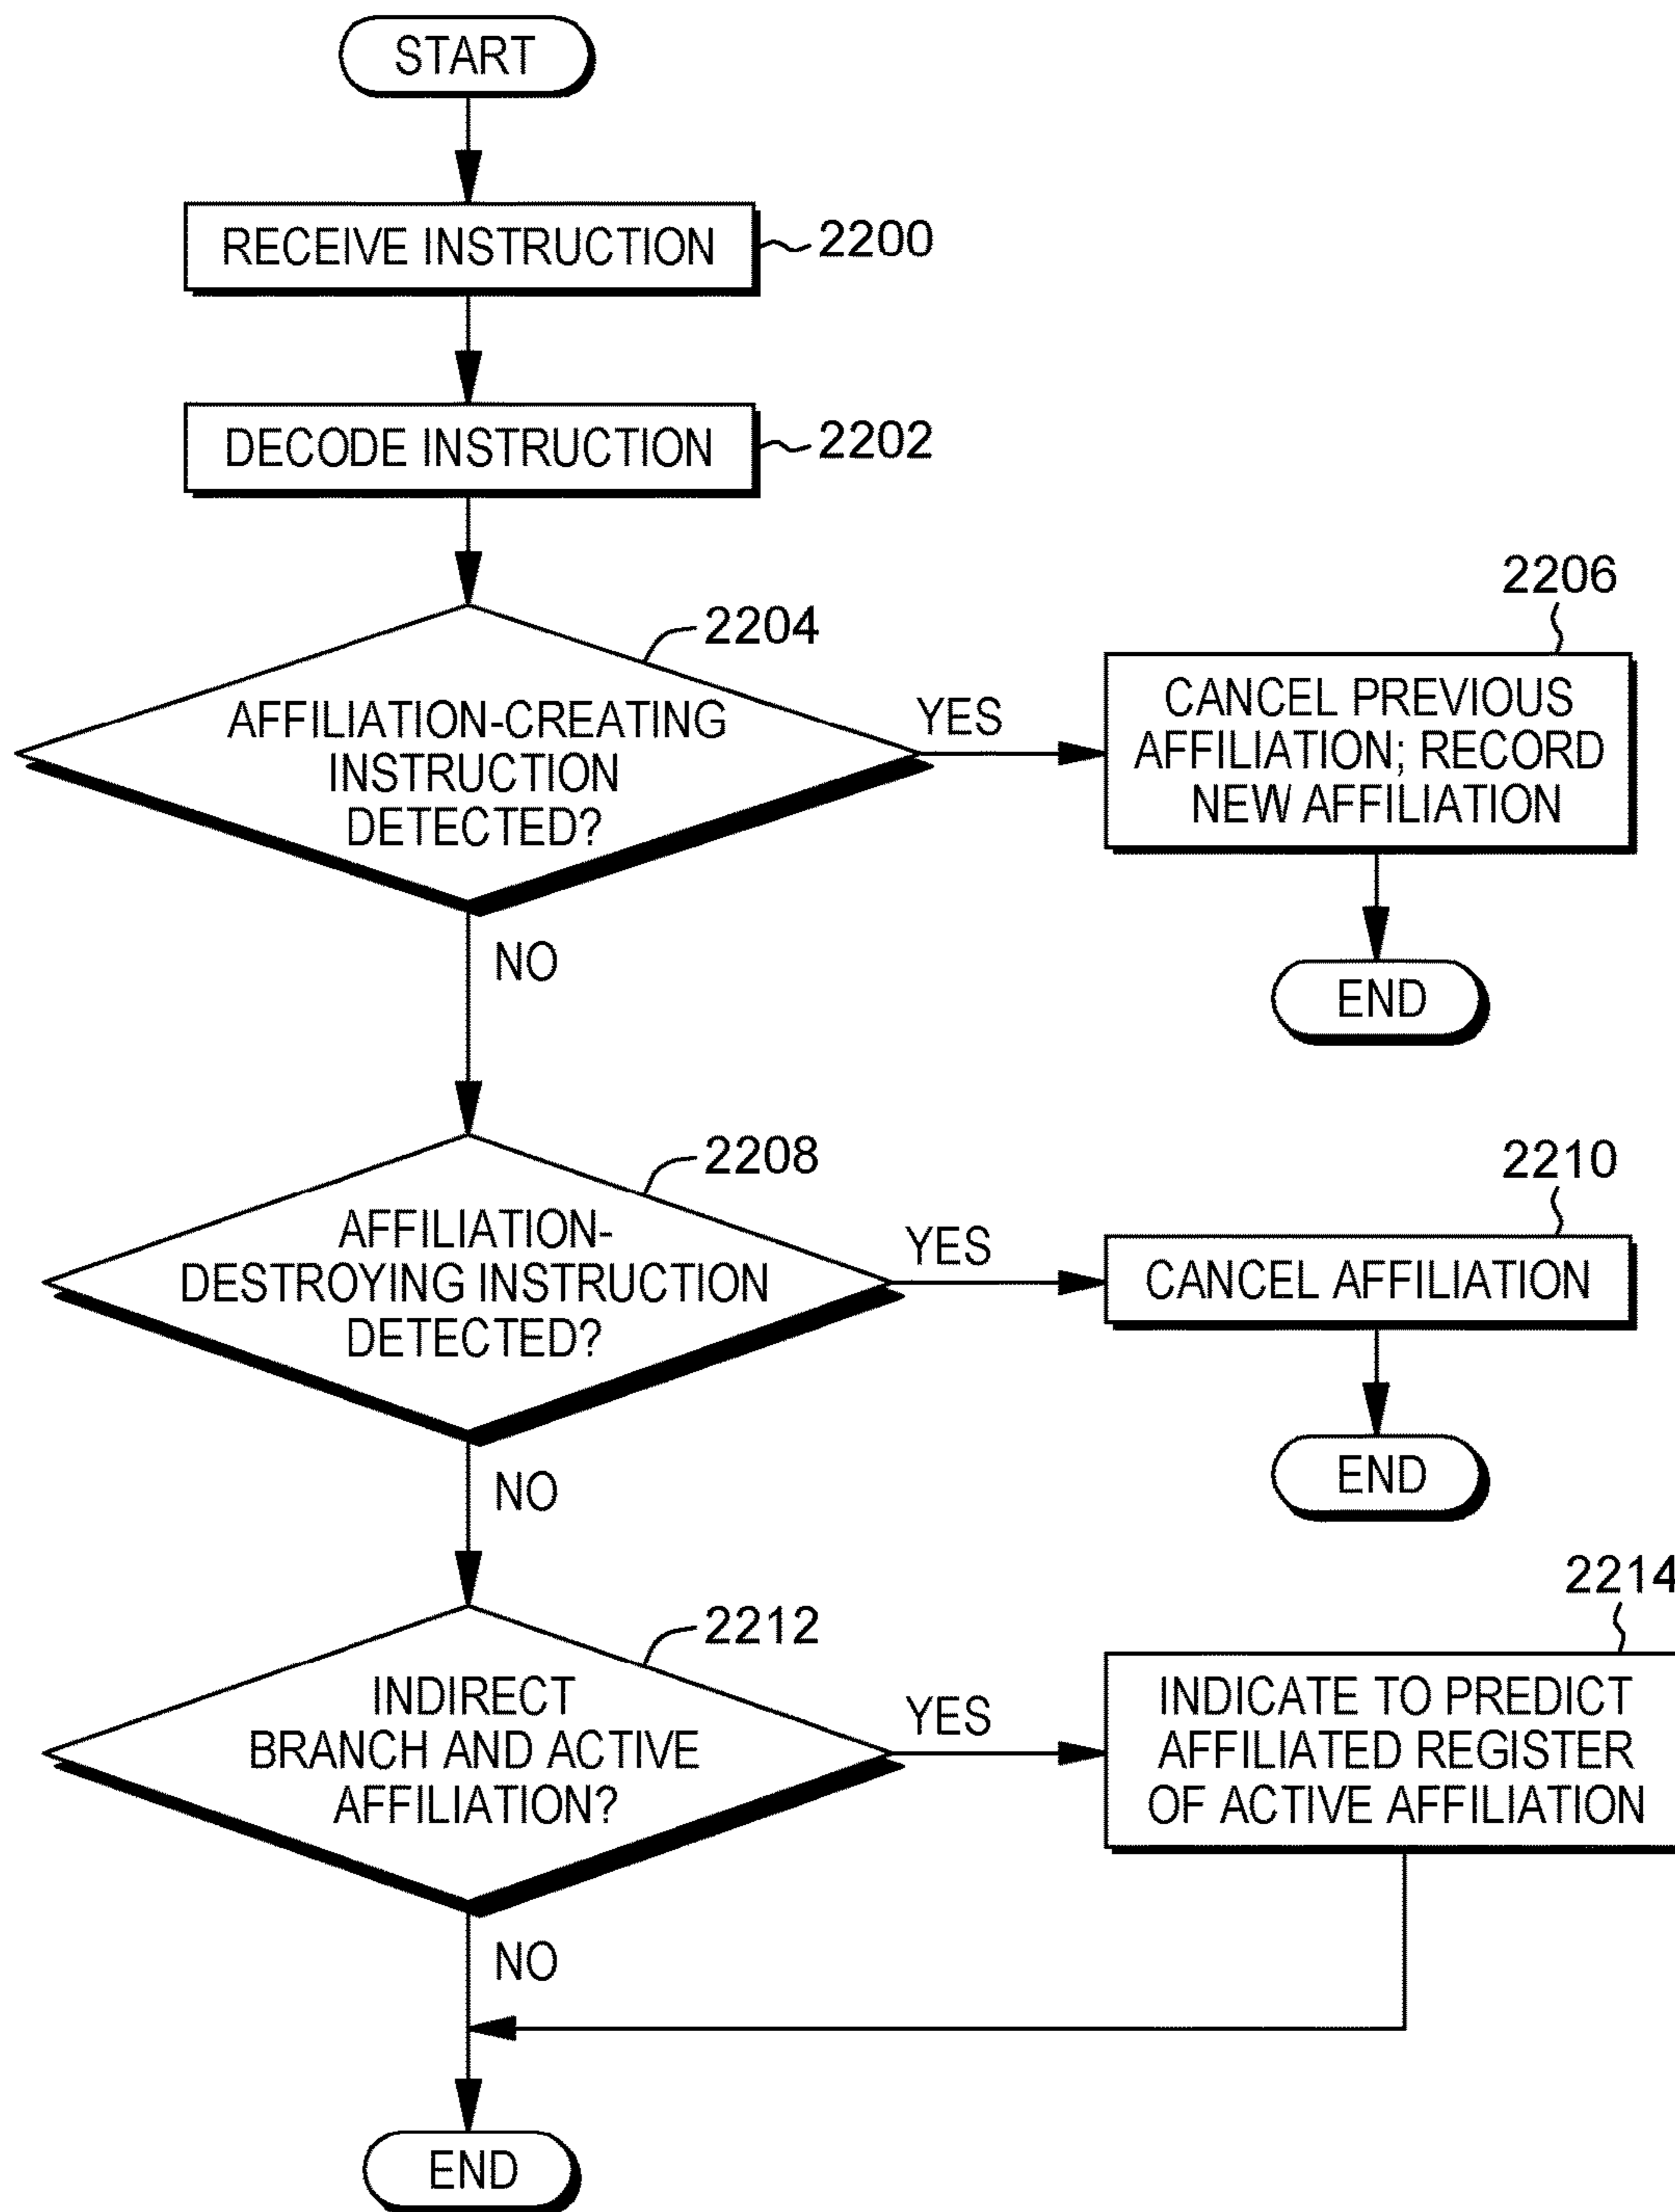 START
RECEIVE INSTRUCTION
2200
DECODE INSTRUCTION
2202
2204
AFFILIATION-CREATING
INSTRUCTION
DETECTED?
YES
2206
CANCEL PREVIOUS
AFFILIATION; RECORD
NEW AFFILIATION
END
NO
2208
AFFILIATION-
DESTROYING INSTRUCTION
DETECTED?
YES
2210
CANCEL AFFILIATION
END
NO
2212
INDIRECT
BRANCH AND ACTIVE
AFFILIATION?
YES
2214
INDICATE TO PREDICT
AFFILIATED REGISTER
OF ACTIVE AFFILIATION
NO
END